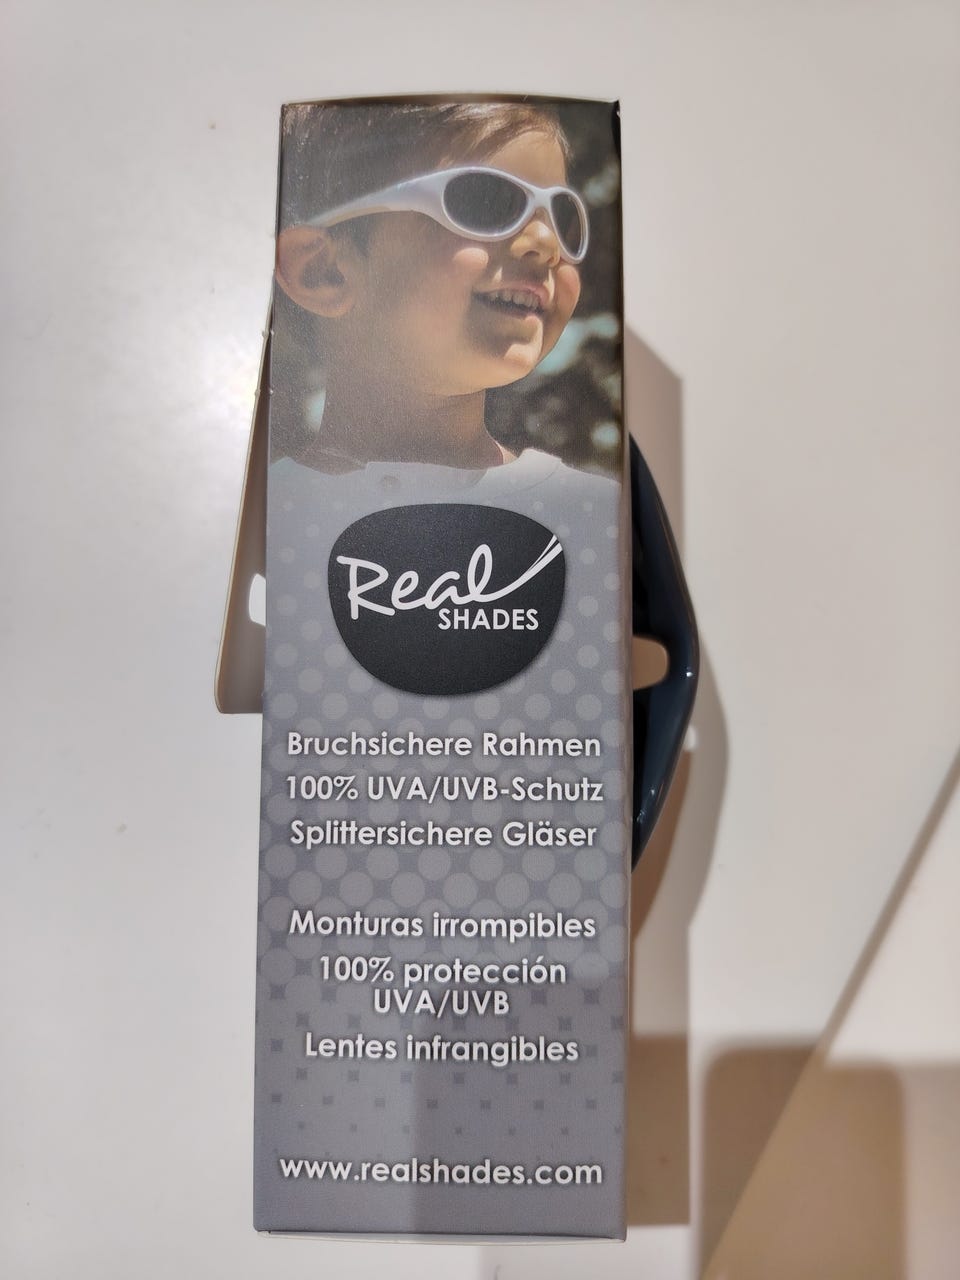 Real
SHADES
Bruchsichere Rahmen
100% UVA/UVB-Schutz
Splittersichere Gläser
Monturas irrompibles
100% protección
UVA/UVB
Lentes infrangibles
www.realshades.com